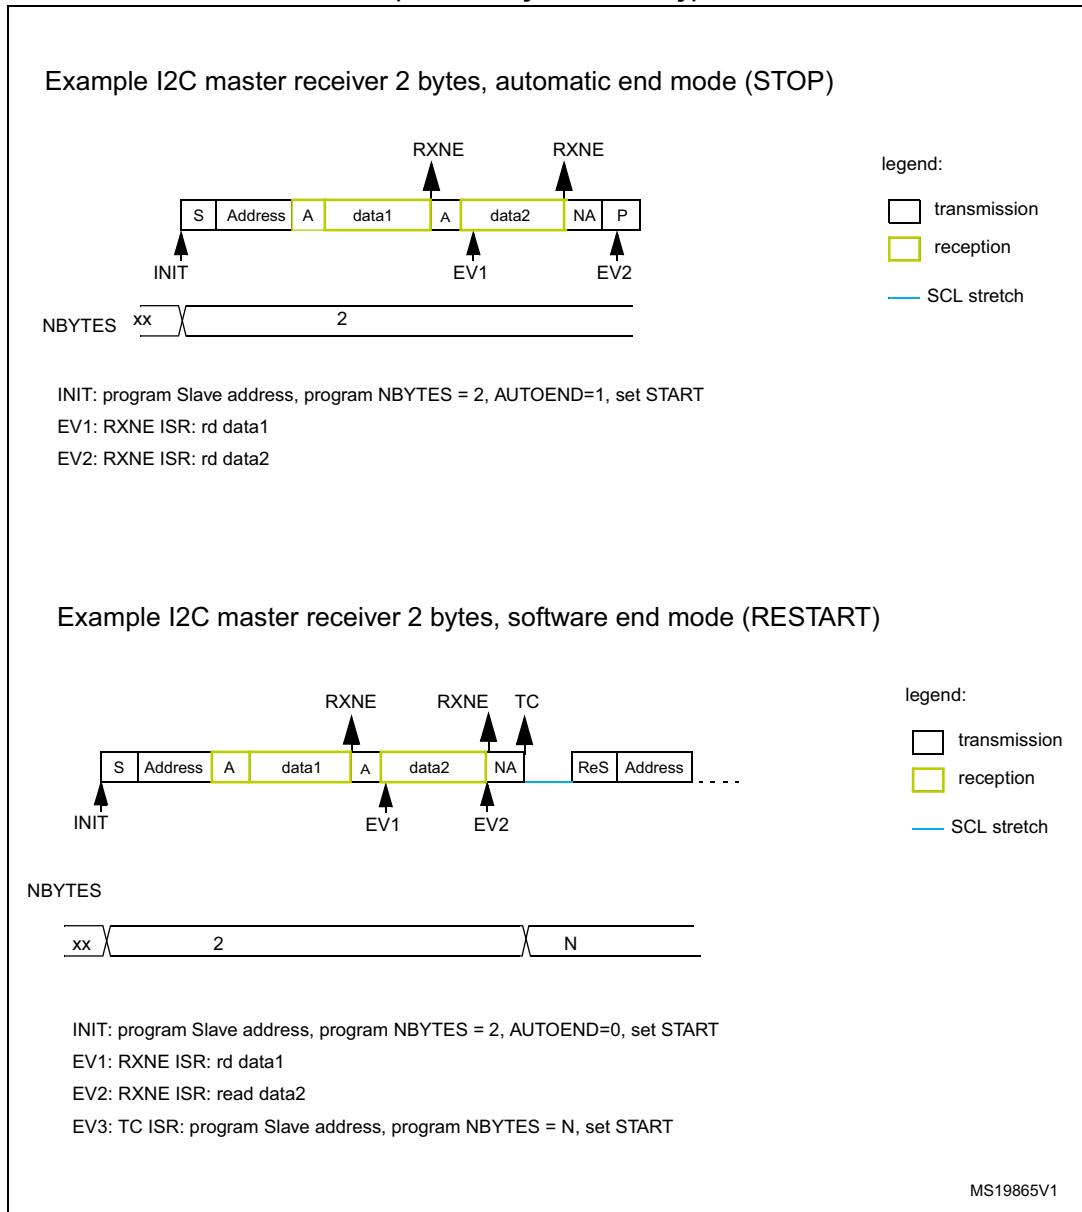 Example I2C master receiver 2 bytes, automatic end mode (STOP)
RXNE RXNE
legend:
S Address A data1 A data2 NA P
transmission
reception
INIT EV1 EV2
SCL stretch
NBYTES xx 2
INIT: program Slave address, program NBYTES = 2, AUTOEND=1, set START
EV1: RXNE ISR: rd data1
EV2: RXNE ISR: rd data2
Example I2C master receiver 2 bytes, software end mode (RESTART)
RXNE RXNE TC
legend:
S Address A data1 A data2 NA ReS Address
transmission
reception
INIT EV1 EV2
SCL stretch
NBYTES
xx 2 N
INIT: program Slave address, program NBYTES = 2, AUTOEND=0, set START
EV1: RXNE ISR: rd data1
EV2: RXNE ISR: read data2
EV3: TC ISR: program Slave address, program NBYTES = N, set START
MS19865V1